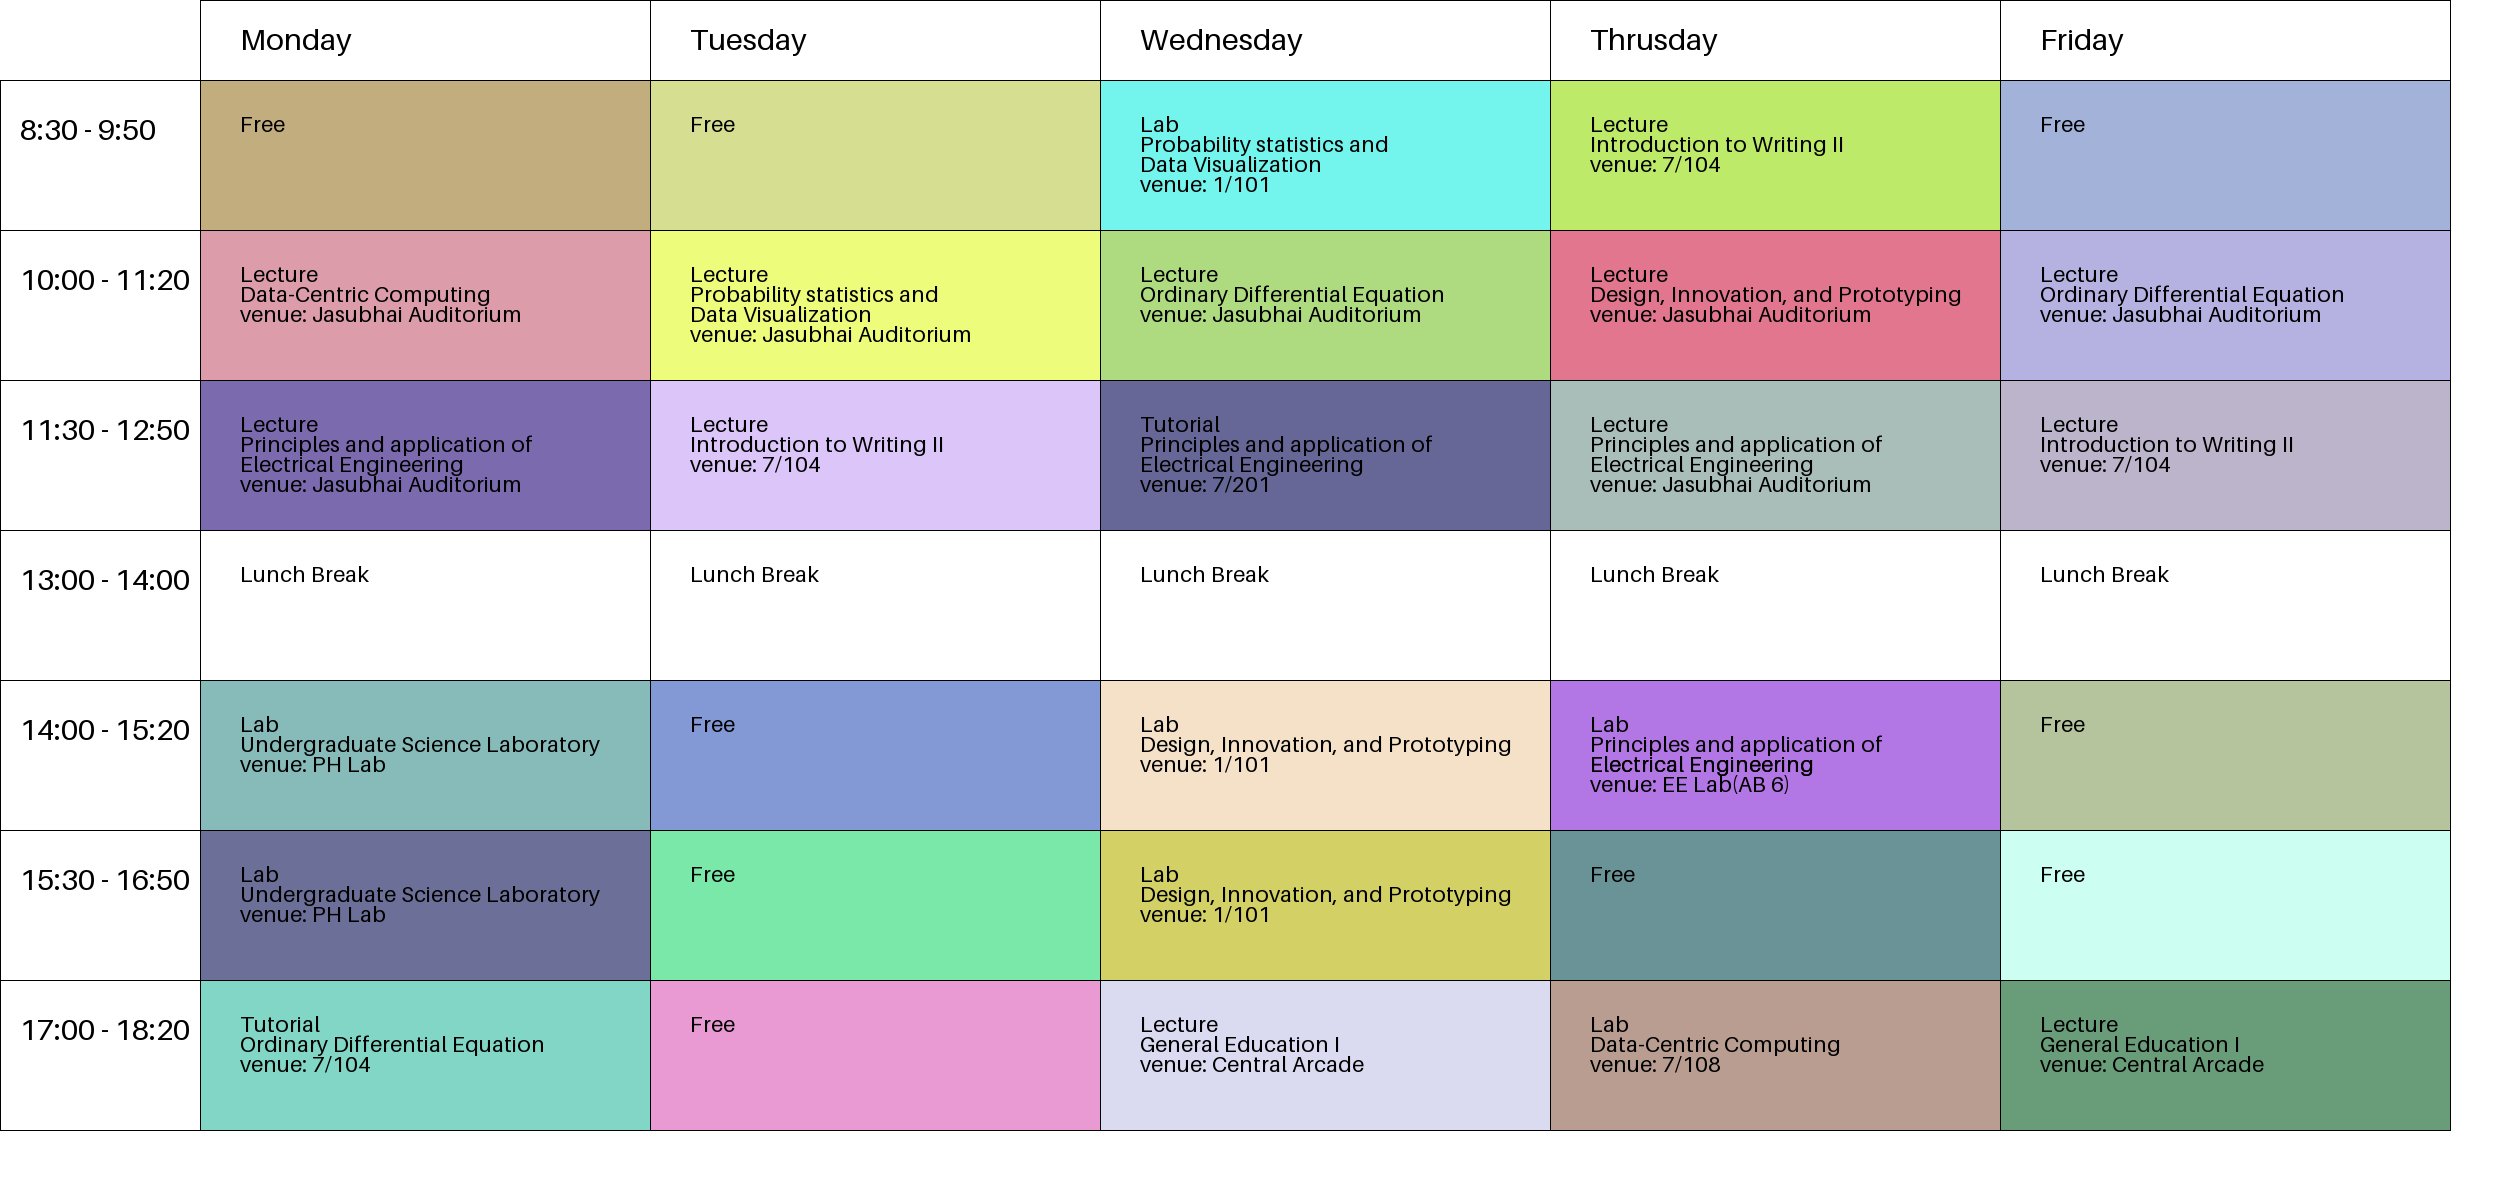 Monday
Tuesday
Wednesday
Thrusday
Friday
8:30 - 9:50
Free
Free
Lab
Probability statistics and
Data Visualization
venue: 1/101
Lecture
Introduction to Writing II
venue: 7/104
Free
10:00 - 11:20
Lecture
Data-Centric Computing
venue: Jasubhai Auditorium
Lecture
Probability statistics and
Data Visualization
venue: Jasubhai Auditorium
Lecture
Ordinary Differential Equation
venue: Jasubhai Auditorium
Lecture
Design, Innovation, and Prototyping
venue: Jasubhai Auditorium
Lecture
Ordinary Differential Equation
venue: Jasubhai Auditorium
11:30 - 12:50
Lecture
Principles and application of
Electrical Engineering
venue: Jasubhai Auditorium
Lecture
Introduction to Writing II
venue: 7/104
Tutorial
Principles and application of
Electrical Engineering
venue: 7/201
Lecture
Principles and application of
Electrical Engineering
venue: Jasubhai Auditorium
Lecture
Introduction to Writing II
venue: 7/104
13:00 - 14:00
Lunch Break
Lunch Break
Lunch Break
Lunch Break
Lunch Break
14:00 - 15:20
Lab
Undergraduate Science Laboratory
venue: PH Lab
Free
Lab
Design, Innovation, and Prototyping
venue: 1/101
Lab
Principles and application of
Electrical Engineering
venue: EE Lab(AB 6)
Free
15:30 - 16:50
Lab
Undergraduate Science Laboratory
venue: PH Lab
Free
Lab
Design, Innovation, and Prototyping
venue: 1/101
Free
Free
17:00 - 18:20
Tutorial
Ordinary Differential Equation
venue: 7/104
Free
Lecture
General Education I
venue: Central Arcade
Lab
Data-Centric Computing
venue: 7/108
Lecture
General Education I
venue: Central Arcade